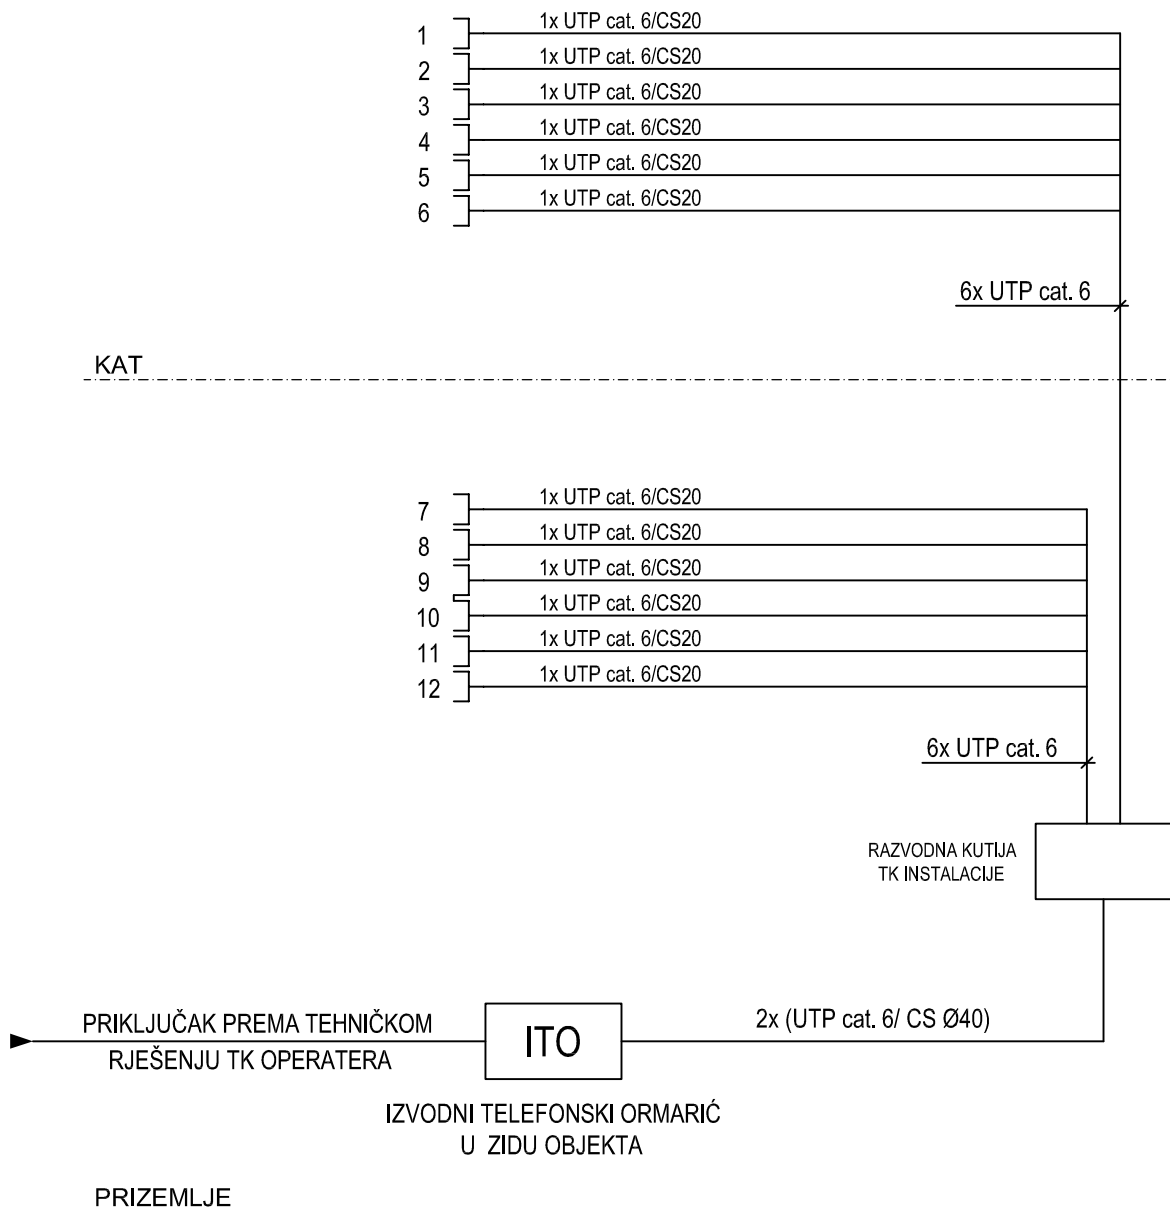 1 1x UTP cat. 6/CS20
2 1x UTP cat. 6/CS20
3 1x UTP cat. 6/CS20
4 1x UTP cat. 6/CS20
5 1x UTP cat. 6/CS20
6 1x UTP cat. 6/CS20
6x UTP cat. 6
KAT
7 1x UTP cat. 6/CS20
8 1x UTP cat. 6/CS20
9 1x UTP cat. 6/CS20
10 1x UTP cat. 6/CS20
11 1x UTP cat. 6/CS20
12 1x UTP cat. 6/CS20
6x UTP cat. 6
RAZVODNA KUTIJA
TK INSTALACIJE
PRIKLJUČAK PREMA TEHNIČKOM
RJEŠENJU TK OPERATERA
ITO
2x (UTP cat. 6/ CS Ø40)
IZVODNI TELEFONSKI ORMARIĆ
U ZIDU OBJEKTA
PRIZEMLJE